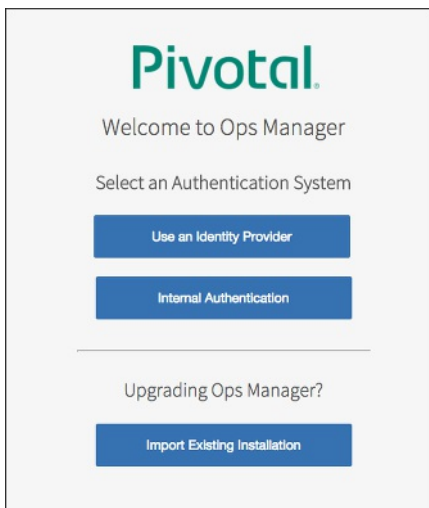 Pivotal.
Welcome to Ops Manager
Select an Authentication System
Use an Identity Provider
Internal Authentication
Upgrading Ops Manager?
Import Existing Installation